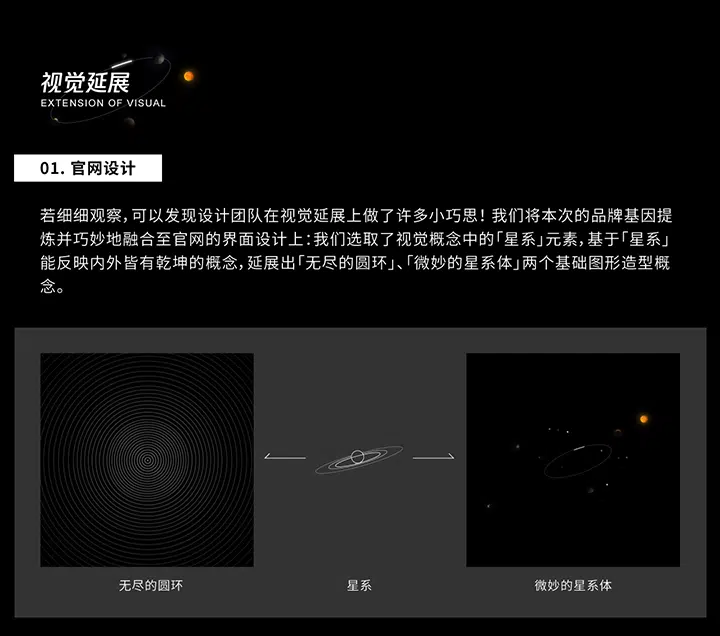 视觉延展
EXTENSION OF VISUAL
01. 官网设计
若细细观察，可以发现设计团队在视觉延展上做了许多小巧思！我们将本次的品牌基因提
炼并巧妙地融合至官网的界面设计上：我们选取了视觉概念中的「星系」元素，基于「星系」
能反映内外皆有乾坤的概念，延展出「无尽的圆环」、「微妙的星系体」两个基础图形造型概
念。
无尽的圆环
星系
微妙的星系体